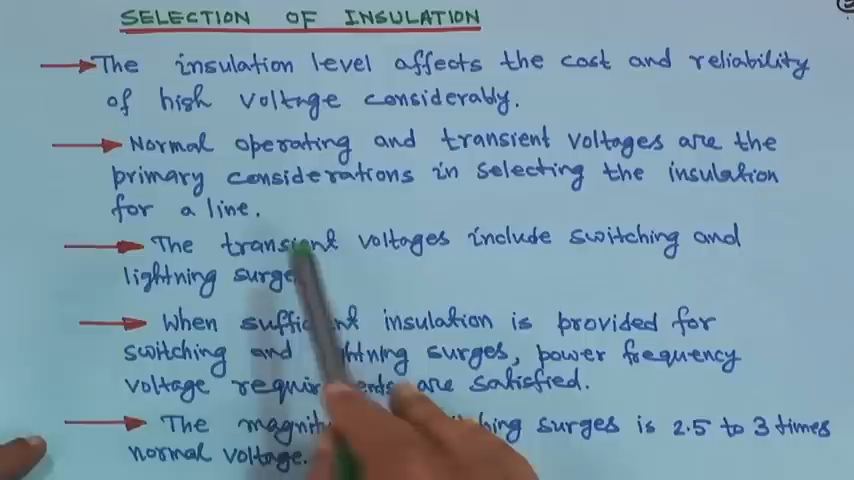 SELECTION OF INSULATION
The insulation level affects the cost and reliability
of high voltage considerably.
Normal operating and transient voltages are the
primary considerations in selecting the insulation
for a line.
The transient voltages include switching and
lightning surge
When insulation is provided for
switching and surges, power frequency
voltage are satisfied.
The surges is 2.5 to 3 times
normal voltage.